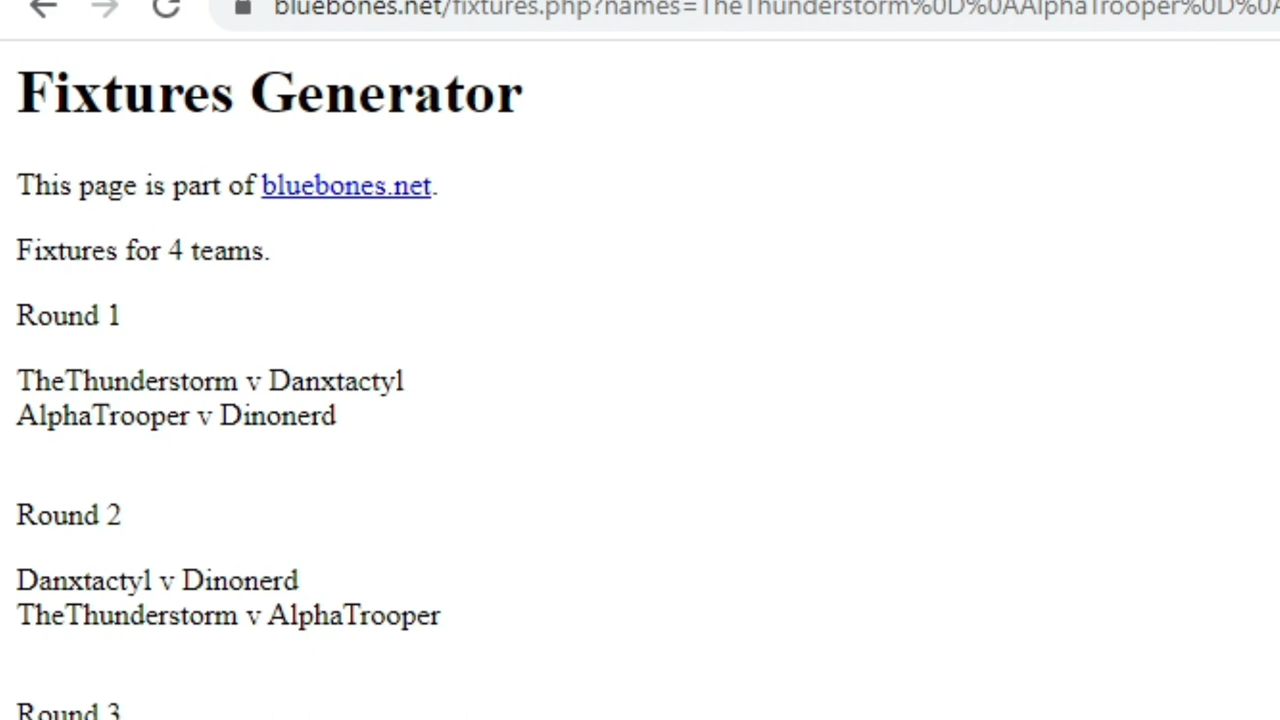 bluebones.net/fixtures.php?names=TheThunderstorm%0D%0AAlphaTrooper%0D%0A
Fixtures Generator
This page is part of bluebones.net.
Fixtures for 4 teams.
Round 1
TheThunderstorm v Danxtactyl
AlphaTrooper v Dinonerd
Round 2
Danxtactyl v Dinonerd
TheThunderstorm v AlphaTrooper
Round 3